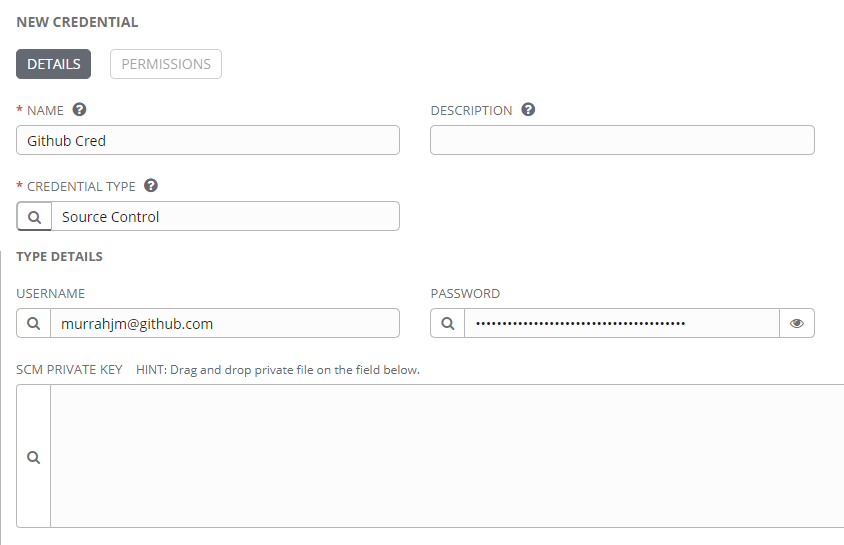 NEW CREDENTIAL
DETAILS PERMISSIONS
* NAME ? DESCRIPTION ?
Github Cred
* CREDENTIAL TYPE ?
Source Control
TYPE DETAILS
USERNAME PASSWORD
murrahjm@github.com ••••••••••••••••••••••••••••••••••••••••
SCM PRIVATE KEY HINT: Drag and drop private file on the field below.